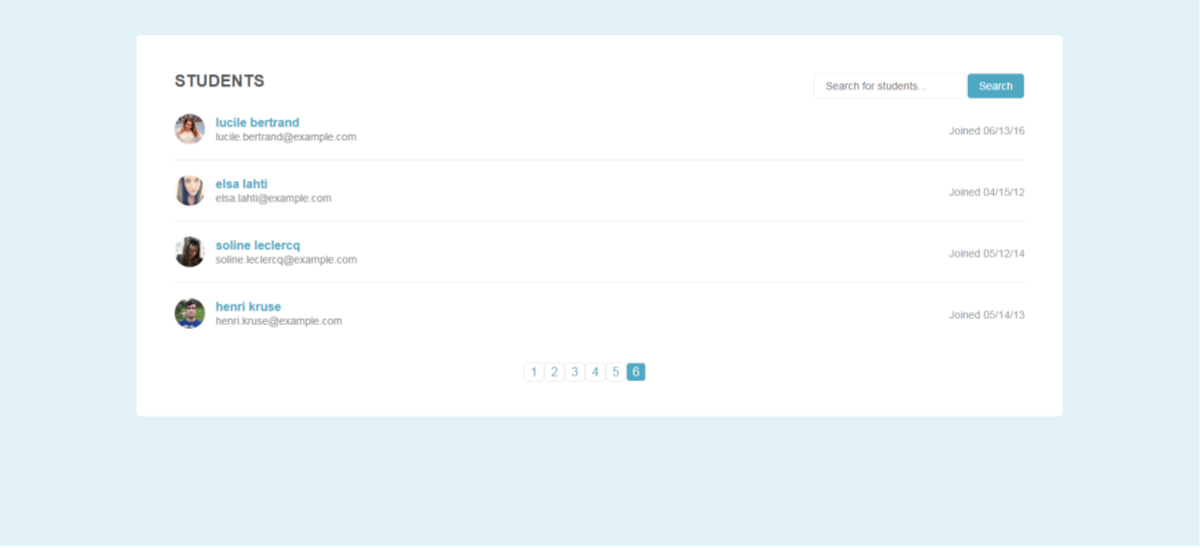 STUDENTS
Search for students...
Search
lucile bertrand
lucile.bertrand@example.com
Joined 06/13/16
elsa lahti
elsa.lahti@example.com
Joined 04/15/12
soline leclercq
soline.leclercq@example.com
Joined 05/12/14
henri kruse
henri.kruse@example.com
Joined 05/14/13
1 2 3 4 5 6